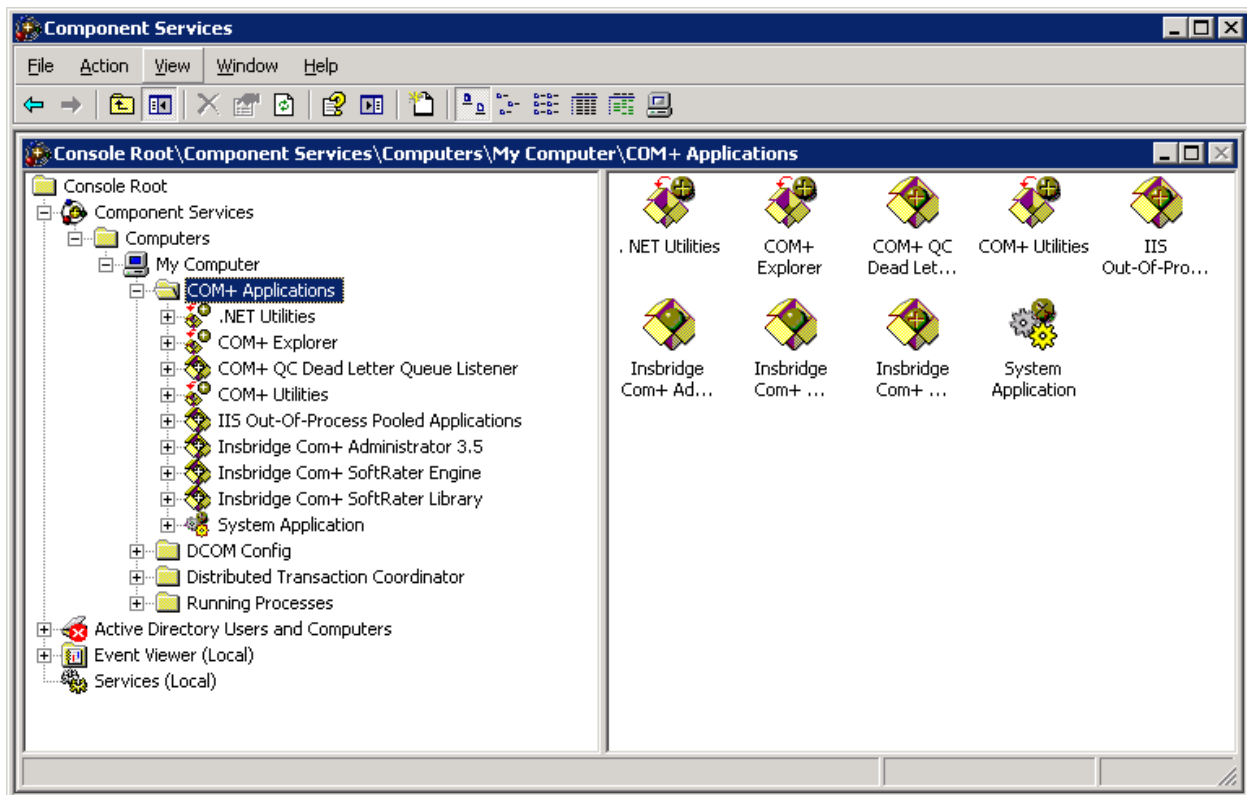 Component Services
File Action View Window Help
Console Root\Component Services\Computers\My Computer\COM+ Applications
Console Root
Component Services
Computers
My Computer
COM+ Applications
.NET Utilities
COM+ Explorer
COM+ QC Dead Letter Queue Listener
COM+ Utilities
IIS Out-Of-Process Pooled Applications
Insbridge Com+ Administrator 3.5
Insbridge Com+ SoftRater Engine
Insbridge Com+ SoftRater Library
System Application
DCOM Config
Distributed Transaction Coordinator
Running Processes
Active Directory Users and Computers
Event Viewer (Local)
Services (Local)
. NET Utilities
COM+
Explorer
COM+ QC
Dead Let...
COM+ Utilities
IIS
Out-Of-Pro...
Insbridge
Com+ Ad...
Insbridge
Com+ ...
Insbridge
Com+ ...
System
Application